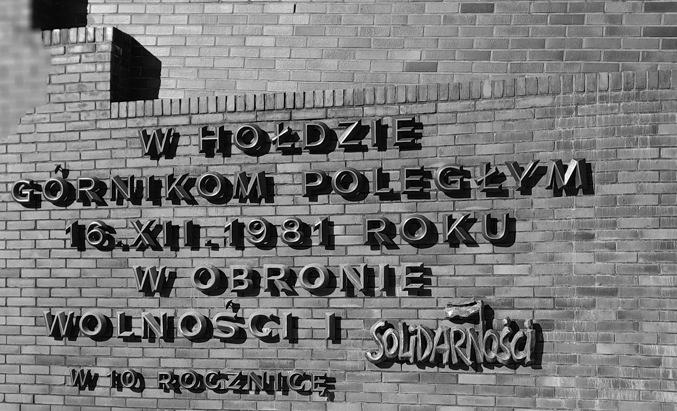 W HOŁDZIE
GÓRNIKOM POLEGŁYM
16.XII.1981 ROKU
W OBRONIE
WOLNOŚCI I SOLIDARNOŚCI
W 10 ROCZNICĘ